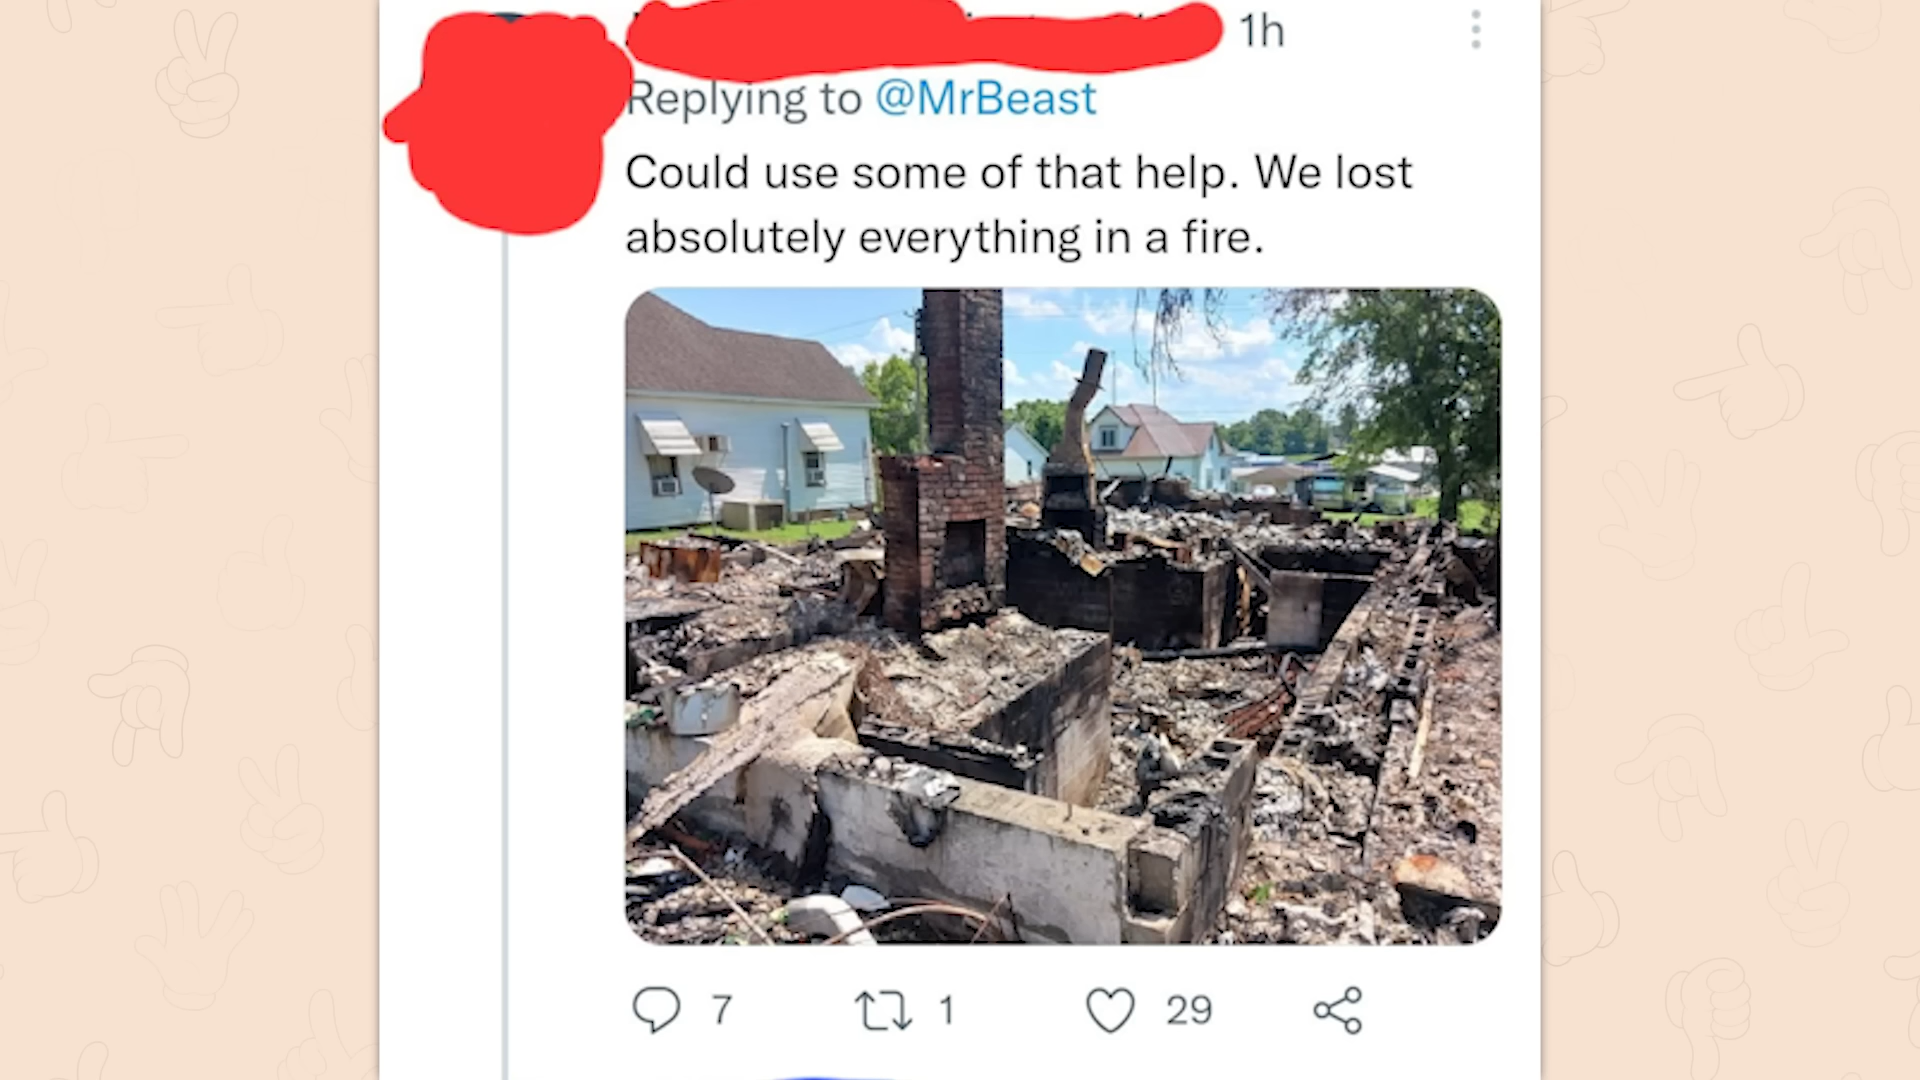 1h
Replying to @MrBeast
Could use some of that help. We lost
absolutely everything in a fire.
7 1 29